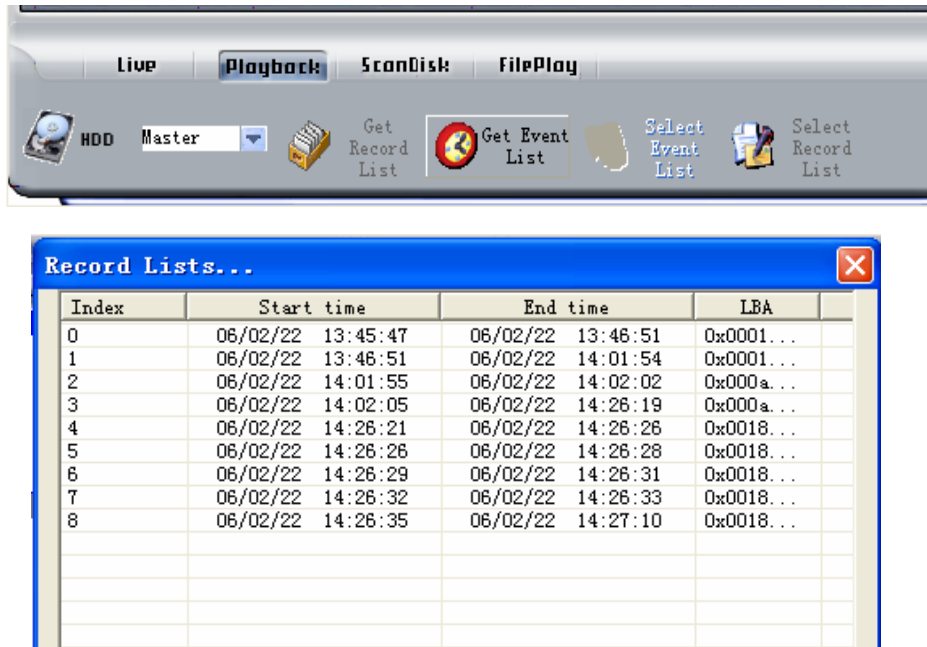 Live Playback ScanDisk FilePlay
HDD Master Get Record List Get Event List Select Event List Select Record List
Record Lists...
Index Start time End time LBA
0 06/02/22 13:45:47 06/02/22 13:46:51 0x0001...
1 06/02/22 13:46:51 06/02/22 14:01:54 0x0001...
2 06/02/22 14:01:55 06/02/22 14:02:02 0x000a...
3 06/02/22 14:02:05 06/02/22 14:26:19 0x000a...
4 06/02/22 14:26:21 06/02/22 14:26:26 0x0018...
5 06/02/22 14:26:26 06/02/22 14:26:28 0x0018...
6 06/02/22 14:26:29 06/02/22 14:26:31 0x0018...
7 06/02/22 14:26:32 06/02/22 14:26:33 0x0018...
8 06/02/22 14:26:35 06/02/22 14:27:10 0x0018...